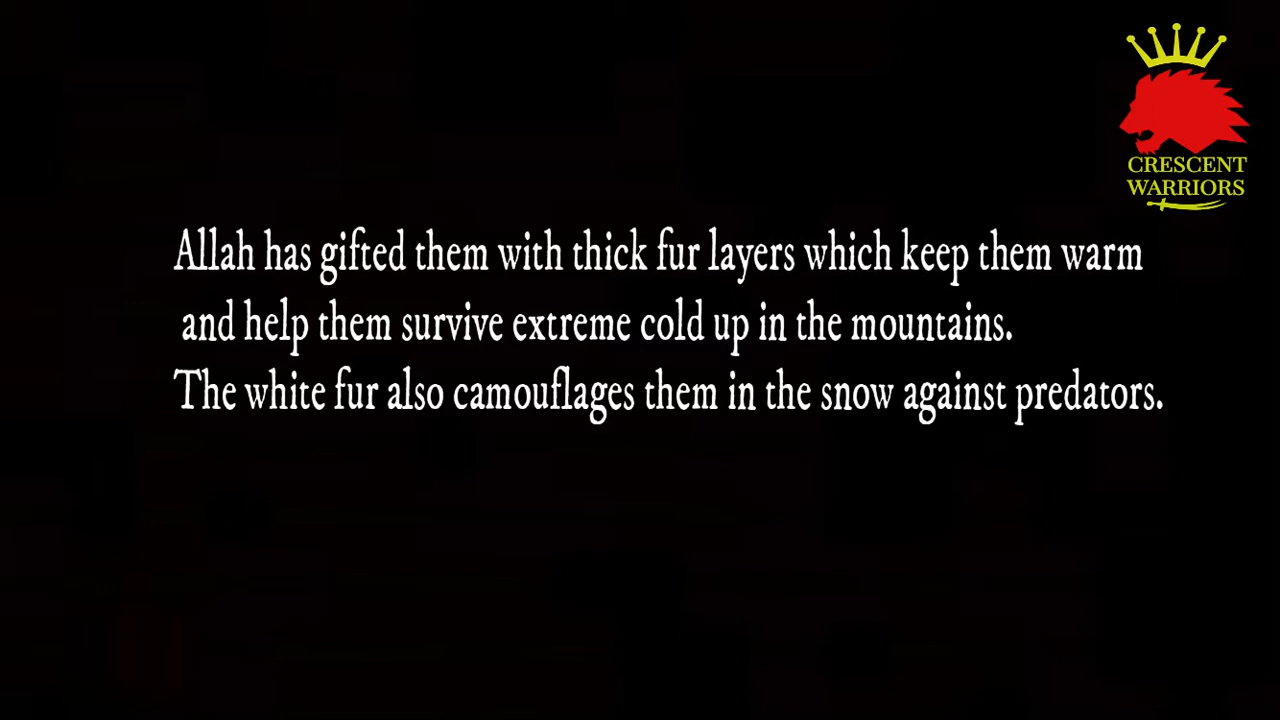 CRESCENT
WARRIORS
Allah has gifted them with thick fur layers which keep them warm
and help them survive extreme cold up in the mountains.
The white fur also camouflages them in the snow against predators.